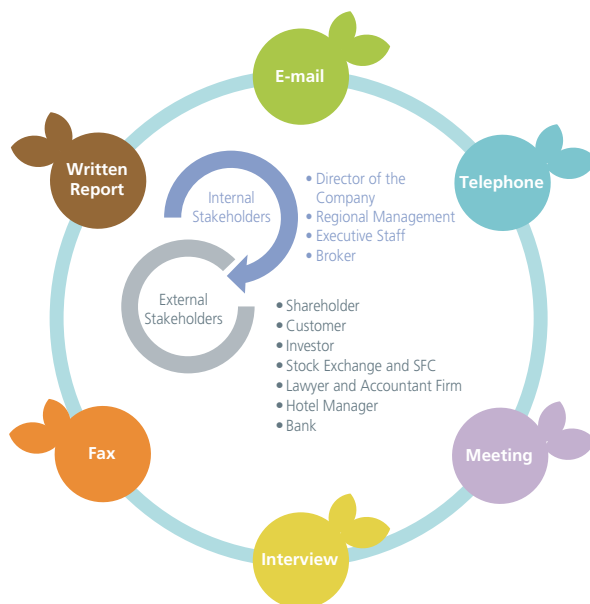 E-mail
Written
Report
Telephone
Internal
Stakeholders
• Director of the
Company
• Regional Management
• Executive Staff
• Broker
External
Stakeholders
• Shareholder
• Customer
• Investor
• Stock Exchange and SFC
• Lawyer and Accountant Firm
• Hotel Manager
• Bank
Fax
Meeting
Interview